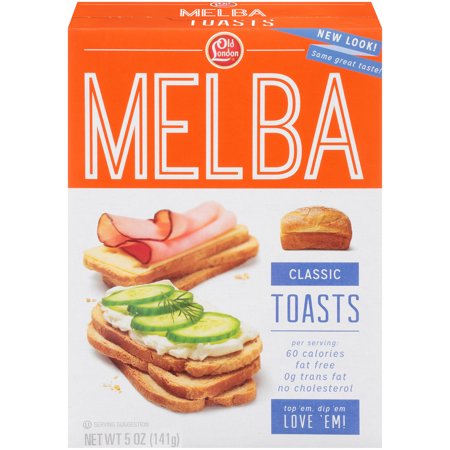 MELBA
TOASTS
Old
London
NEW LOOK!
Same great taste!
MELBA
CLASSIC
TOASTS
per serving:
60 calories
fat free
0g trans fat
no cholesterol
top 'em, dip 'em
LOVE 'EM!
SERVING SUGGESTION
NET WT 5 OZ (141g)